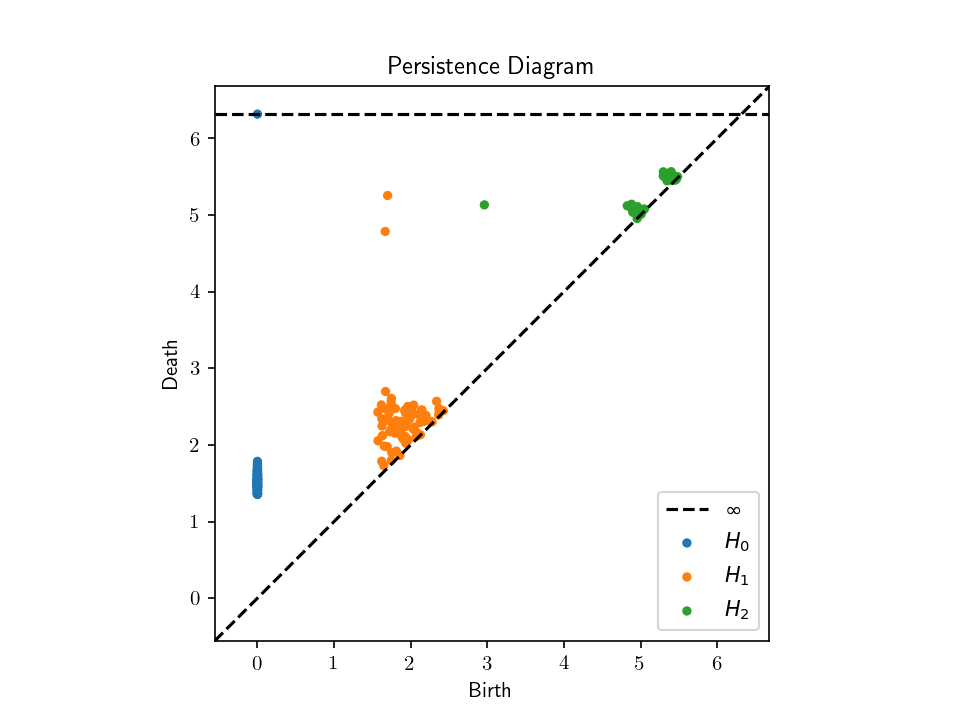 Persistence Diagram
Death
6
5
4
3
2
1
0
0 1 2 3 4 5 6
Birth
∞
H₀
H₁
H₂